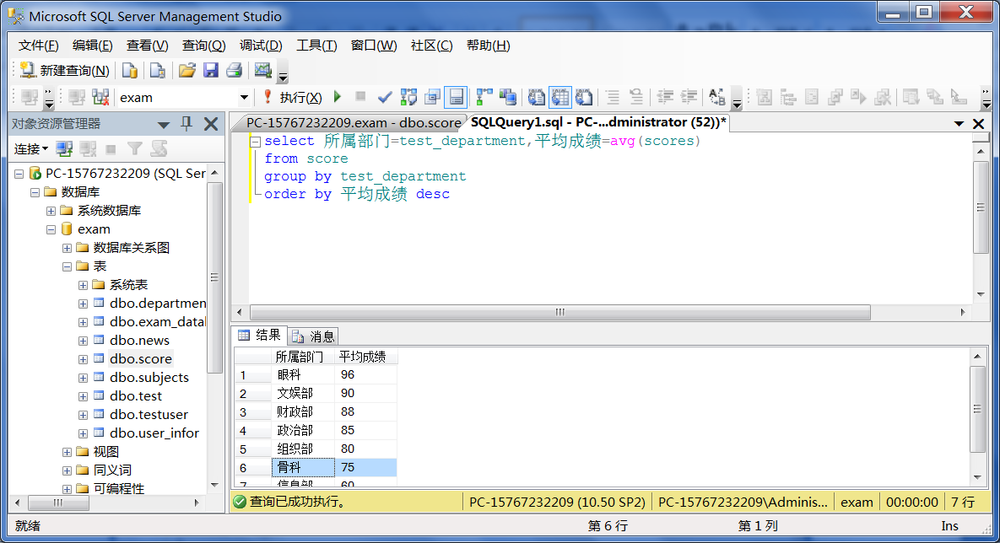 Microsoft SQL Server Management Studio
文件(F) 编辑(E) 查看(V) 查询(Q) 调试(D) 工具(T) 窗口(W) 社区(C) 帮助(H)
新建查询(N)
exam 执行(X)
对象资源管理器
连接
PC-15767232209 (SQL Ser
数据库
系统数据库
exam
数据库关系图
表
系统表
dbo.departmen
dbo.exam_datal
dbo.news
dbo.score
dbo.subjects
dbo.test
dbo.testuser
dbo.user_infor
视图
同义词
可编程性
PC-15767232209.exam - dbo.score SQLQuery1.sql - PC-...dministrator (52))*
select 所属部门=test_department,平均成绩=avg(scores)
from score
group by test_department
order by 平均成绩 desc
结果 消息
所属部门 平均成绩
1 眼科 96
2 文娱部 90
3 财政部 88
4 政治部 85
5 组织部 80
6 骨科 75
7 信息部 60
查询已成功执行。 PC-15767232209 (10.50 SP2) PC-15767232209\Adminis... exam 00:00:00 7 行
就绪 第 6 行 第 1 列 Ins